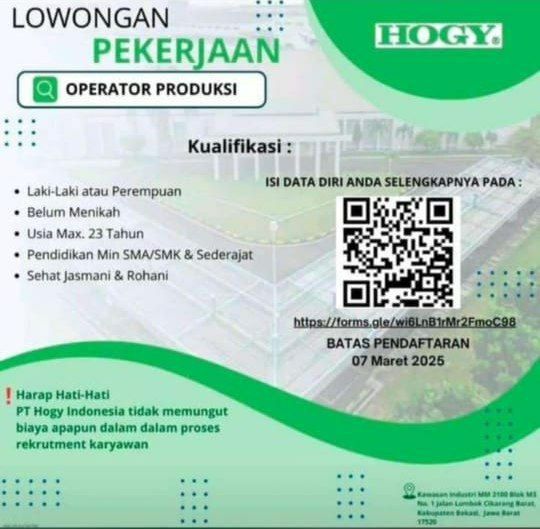 LOWONGAN
PEKERJAAN
HOGY®
OPERATOR PRODUKSI
Kualifikasi :
• Laki-Laki atau Perempuan
• Belum Menikah
• Usia Max. 23 Tahun
• Pendidikan Min SMA/SMK & Sederajat
• Sehat Jasmani & Rohani
ISI DATA DIRI ANDA SELENGKAPNYA PADA :
https://forms.gle/wi6LnB1rMr2FmoC98
BATAS PENDAFTARAN
07 Maret 2025
❗Harap Hati-Hati
PT Hogy Indonesia tidak memungut
biaya apapun dalam dalam proses
rekrutment karyawan
Kawasan Industri MM 2100 Blok M3
No. 1 Jalan Lombok Cikarang Barat,
Kabupaten Bekasi, Jawa Barat
17520